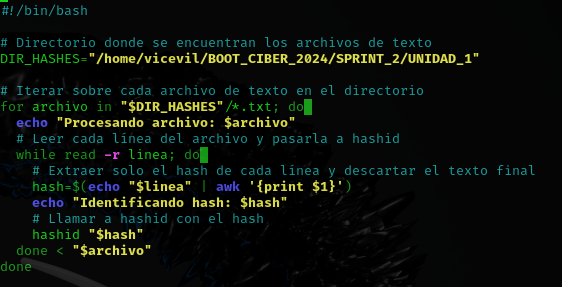 #!/bin/bash
# Directorio donde se encuentran los archivos de texto
DIR_HASHES="/home/vicevil/BOOT_CIBER_2024/SPRINT_2/UNIDAD_1"
# Iterar sobre cada archivo de texto en el directorio
for archivo in "$DIR_HASHES"/*.txt; do
  echo "Procesando archivo: $archivo"
  # Leer cada línea del archivo y pasarla a hashid
  while read -r linea; do
    # Extraer solo el hash de cada línea y descartar el texto final
    hash=$(echo "$linea" | awk '{print $1}')
    echo "Identificando hash: $hash"
    # Llamar a hashid con el hash
    hashid "$hash"
  done < "$archivo"
done